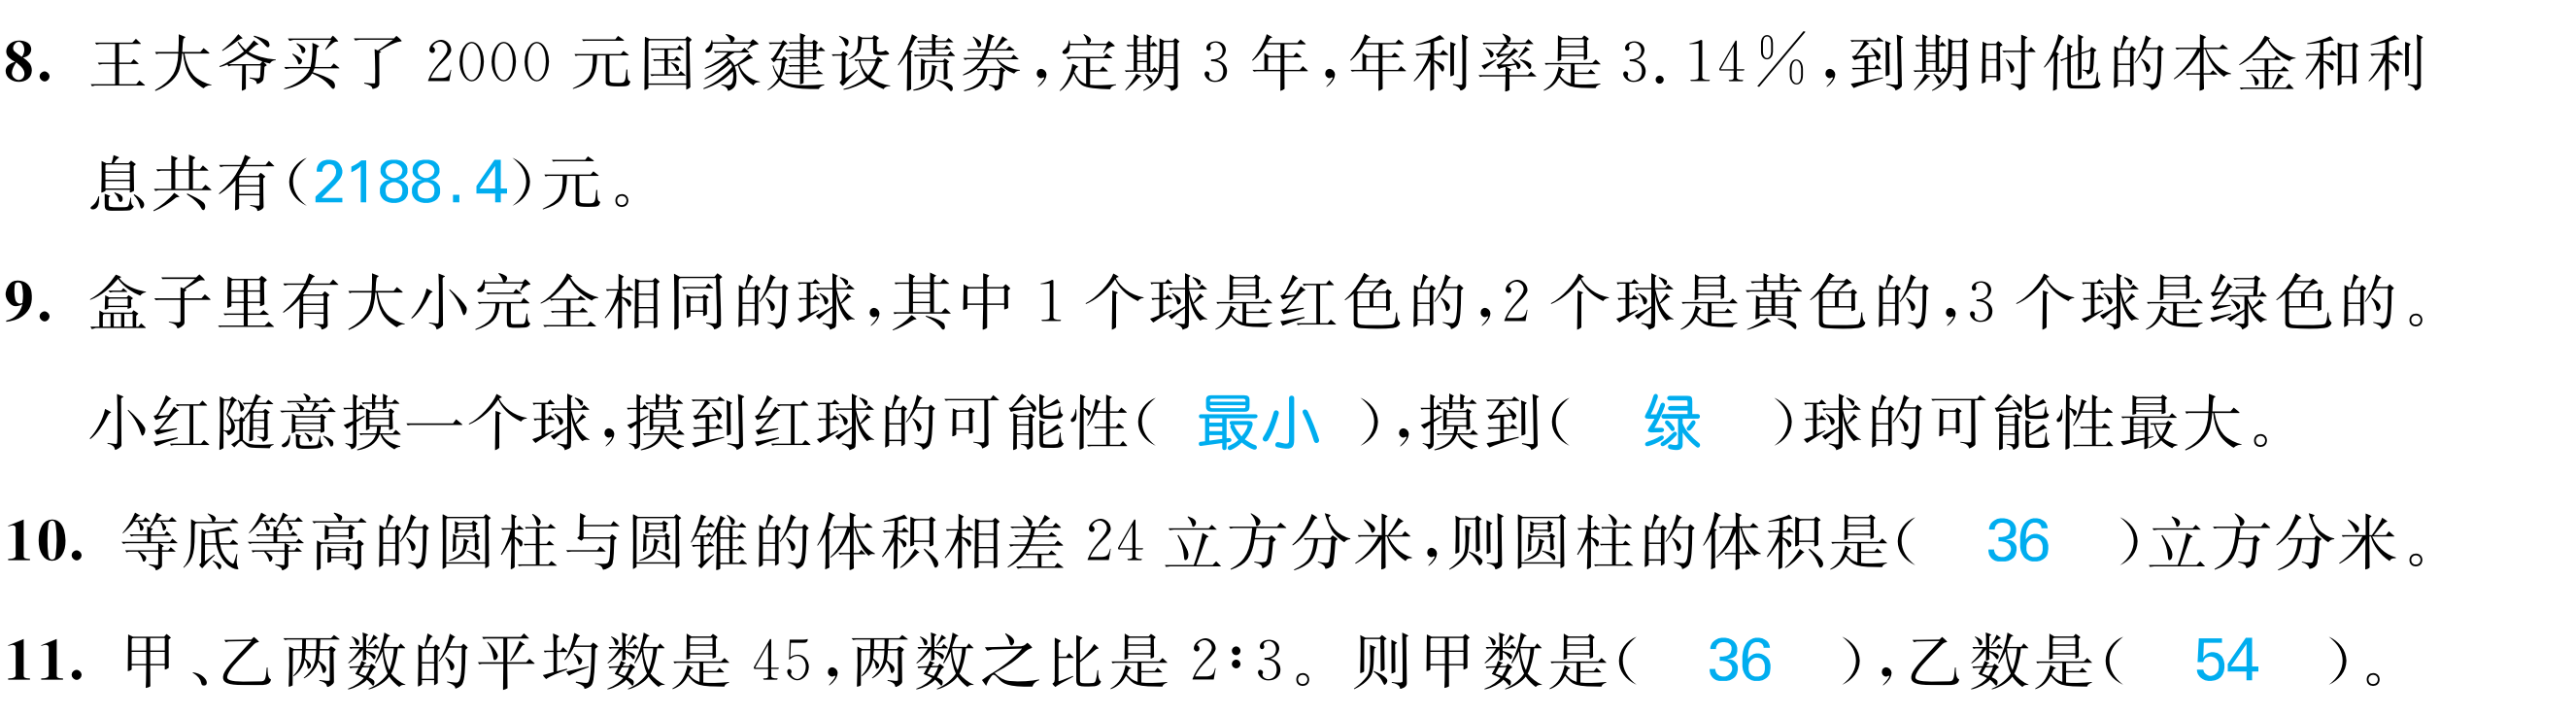 8. 王大爷买了 2000 元国家建设债券,定期 3 年,年利率是 3.14%,到期时他的本金和利
息共有(2188.4)元。
9. 盒子里有大小完全相同的球,其中 1 个球是红色的,2 个球是黄色的,3 个球是绿色的。
小红随意摸一个球,摸到红球的可能性( 最小 ),摸到( 绿 )球的可能性最大。
10. 等底等高的圆柱与圆锥的体积相差 24 立方分米,则圆柱的体积是( 36 )立方分米。
11. 甲、乙两数的平均数是 45,两数之比是 2∶3。则甲数是( 36 ),乙数是( 54 )。